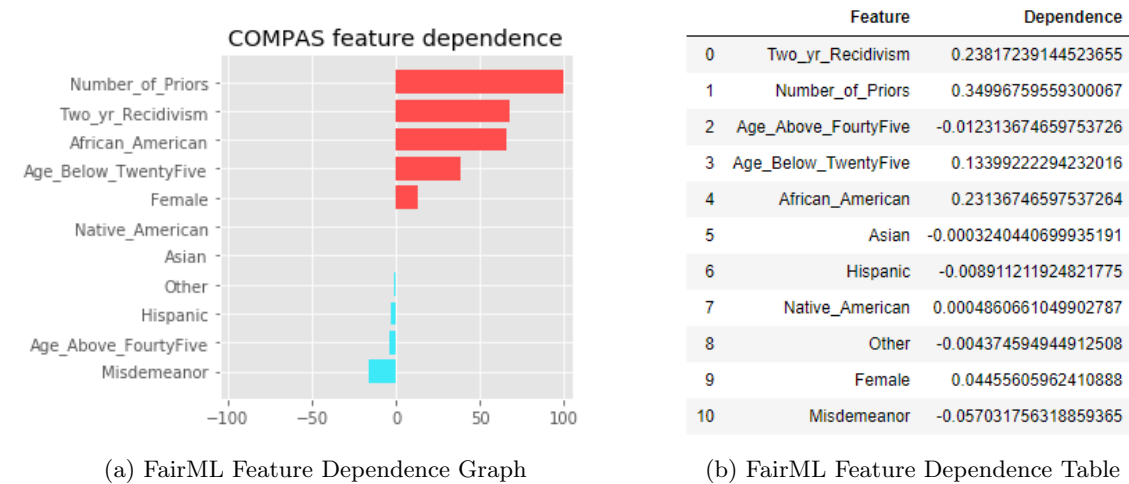 COMPAS feature dependence
Number_of_Priors
Two_yr_Recidivism
African_American
Age_Below_TwentyFive
Female
Native_American
Asian
Other
Hispanic
Age_Above_FourtyFive
Misdemeanor
−100 −50 0 50 100
(a) FairML Feature Dependence Graph
Feature Dependence
0 Two_yr_Recidivism 0.23817239144523655
1 Number_of_Priors 0.34996759559300067
2 Age_Above_FourtyFive -0.012313674659753726
3 Age_Below_TwentyFive 0.13399222294232016
4 African_American 0.23136746597537264
5 Asian -0.0003240440699935191
6 Hispanic -0.008911211924821775
7 Native_American 0.0004860661049902787
8 Other -0.004374594944912508
9 Female 0.04455605962410888
10 Misdemeanor -0.057031756318859365
(b) FairML Feature Dependence Table